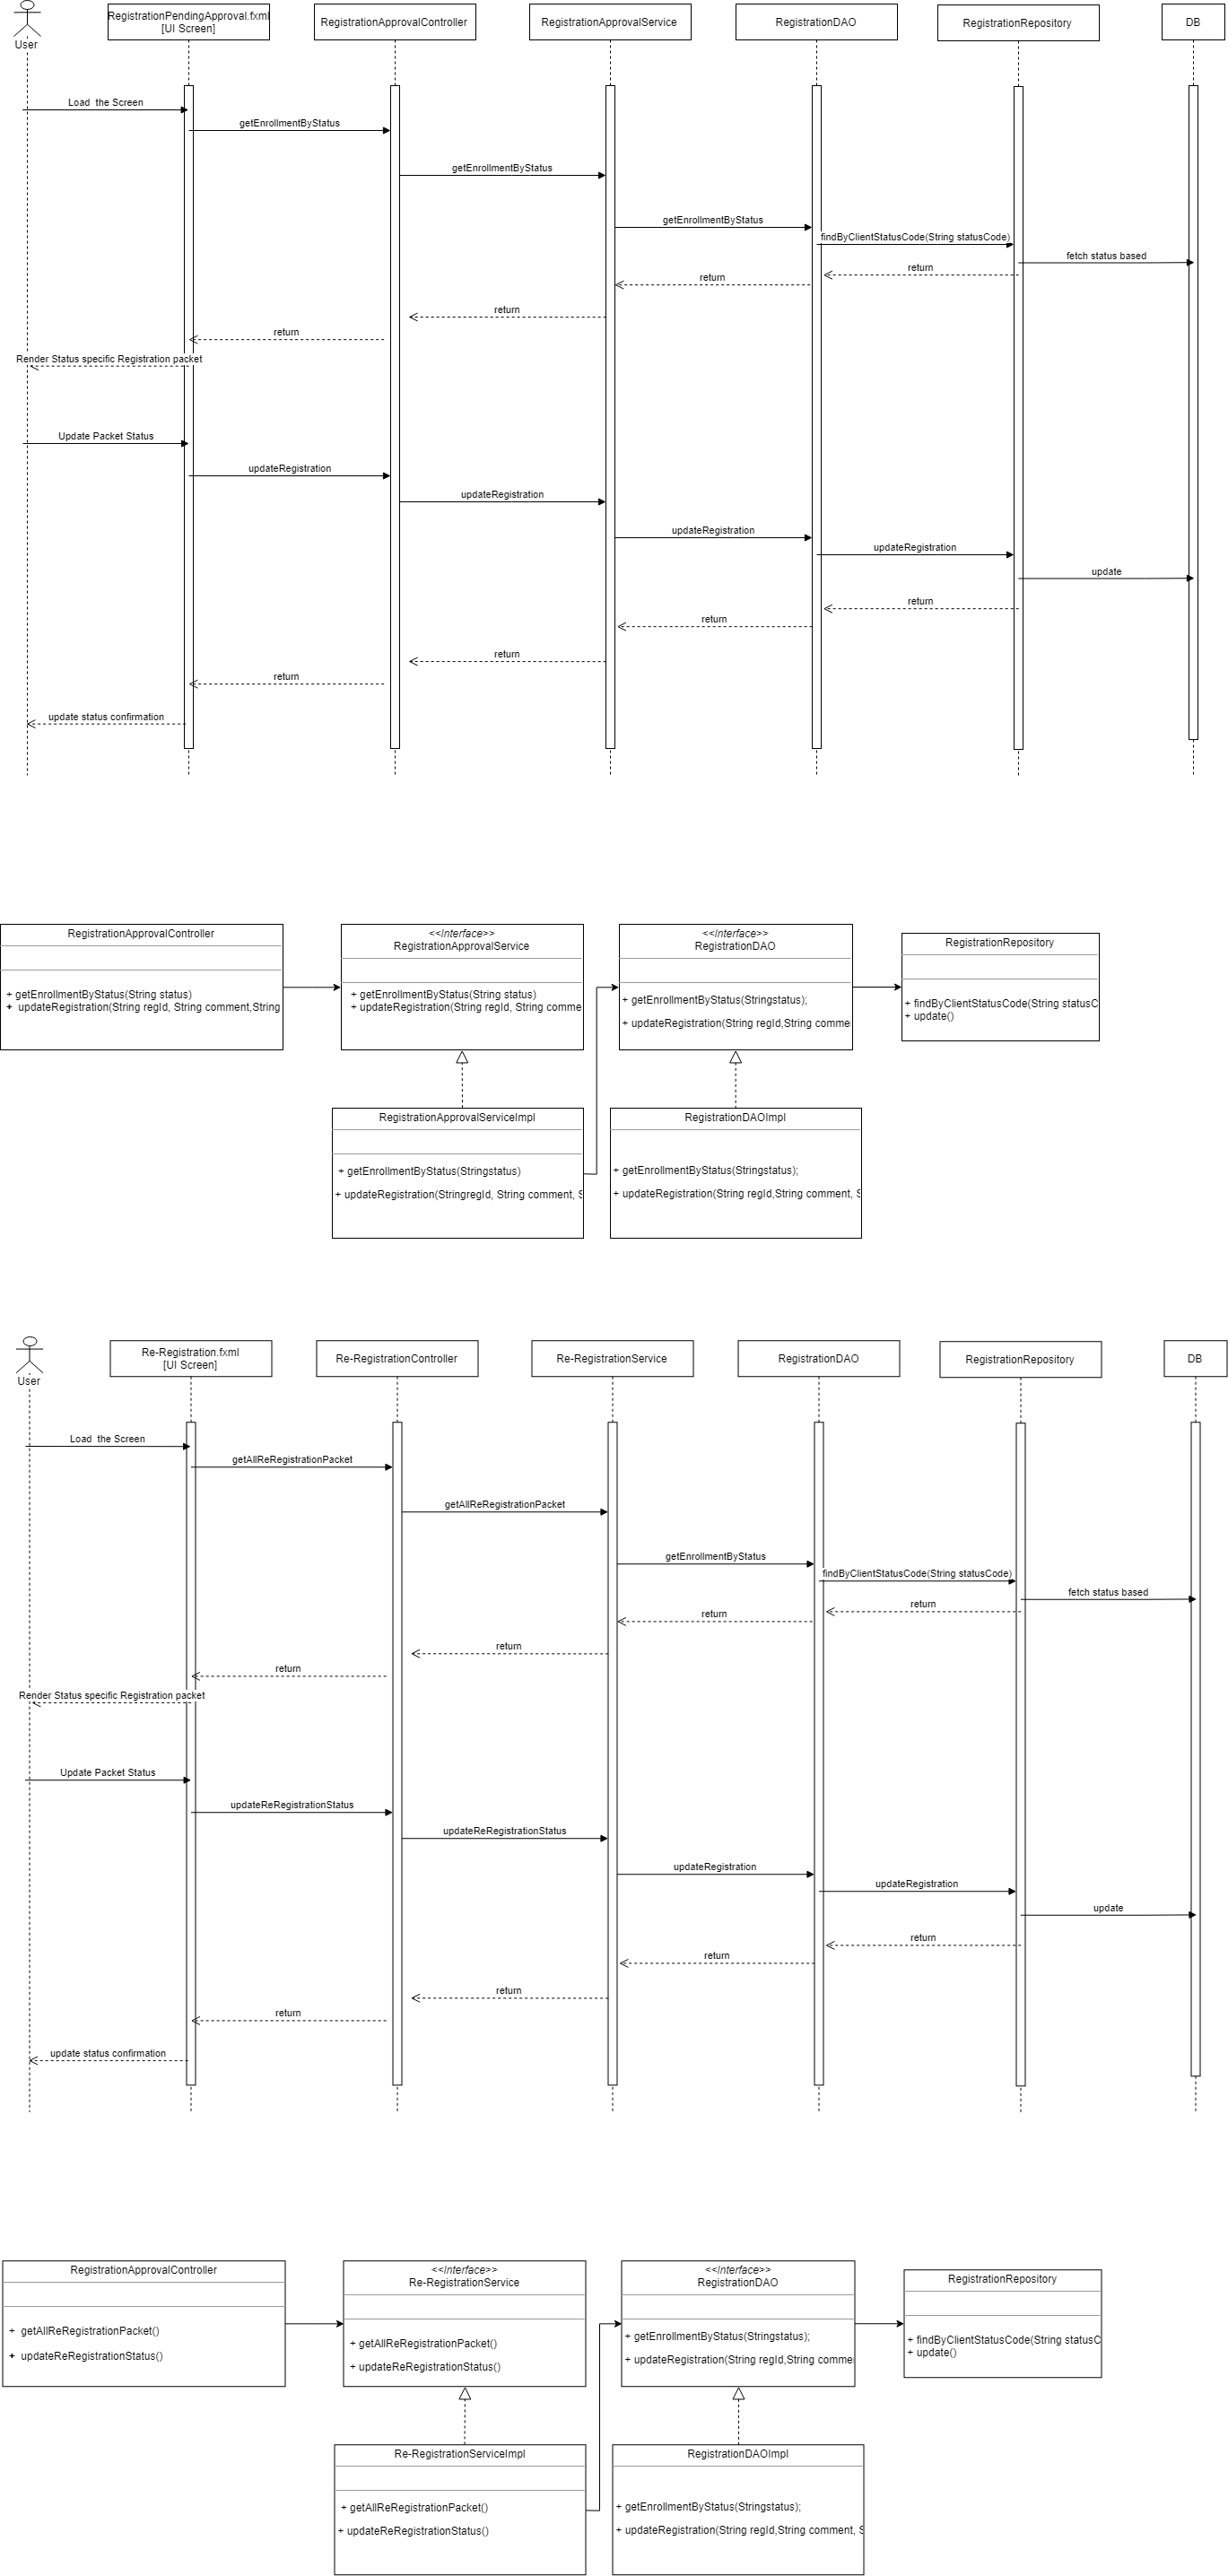 User
RegistrationPendingApproval.fxml
[UI Screen]
RegistrationApprovalController
RegistrationApprovalService
RegistrationDAO
RegistrationRepository
DB
Load  the Screen
getEnrollmentByStatus
getEnrollmentByStatus
getEnrollmentByStatus
findByClientStatusCode(String statusCode)
fetch status based
return
return
return
return
Render Status specific Registration packet
Update Packet Status
updateRegistration
updateRegistration
updateRegistration
updateRegistration
update
return
return
return
return
update status confirmation
RegistrationApprovalController
+ getEnrollmentByStatus(String status)
+  updateRegistration(String regId, String comment,String
<<Interface>>
RegistrationApprovalService
+ getEnrollmentByStatus(String status)
+ updateRegistration(String regId, String comme
<<Interface>>
RegistrationDAO
+ getEnrollmentByStatus(Stringstatus);
+ updateRegistration(String regId,String comme
RegistrationRepository
+ findByClientStatusCode(String statusC
+ update()
RegistrationApprovalServiceImpl
+ getEnrollmentByStatus(Stringstatus)
+ updateRegistration(StringregId, String comment, S
RegistrationDAOImpl
+ getEnrollmentByStatus(Stringstatus);
+ updateRegistration(String regId,String comment, S
User
Re-Registration.fxml
[UI Screen]
Re-RegistrationController
Re-RegistrationService
RegistrationDAO
RegistrationRepository
DB
Load  the Screen
getAllReRegistrationPacket
getAllReRegistrationPacket
getEnrollmentByStatus
findByClientStatusCode(String statusCode)
fetch status based
return
return
return
return
Render Status specific Registration packet
Update Packet Status
updateReRegistrationStatus
updateReRegistrationStatus
updateRegistration
updateRegistration
update
return
return
return
return
update status confirmation
RegistrationApprovalController
+  getAllReRegistrationPacket()
+  updateReRegistrationStatus()
<<Interface>>
Re-RegistrationService
+ getAllReRegistrationPacket()
+ updateReRegistrationStatus()
<<Interface>>
RegistrationDAO
+ getEnrollmentByStatus(Stringstatus);
+ updateRegistration(String regId,String comme
RegistrationRepository
+ findByClientStatusCode(String statusC
+ update()
Re-RegistrationServiceImpl
+ getAllReRegistrationPacket()
+ updateReRegistrationStatus()
RegistrationDAOImpl
+ getEnrollmentByStatus(Stringstatus);
+ updateRegistration(String regId,String comment, S